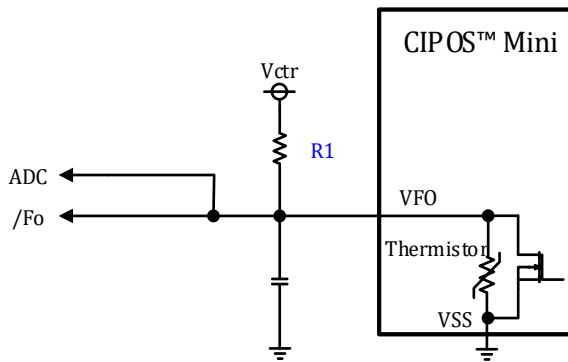 CIPOS™ Mini
Vctr
R1
ADC
VFO
/Fo
Thermistor
VSS